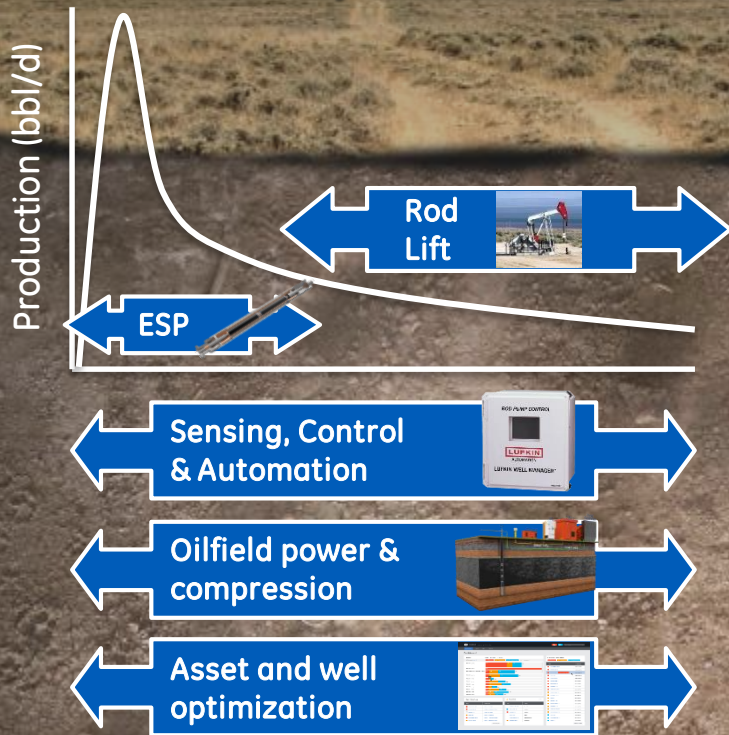 Production (bbl/d)
Rod
Lift
ESP
Sensing, Control
& Automation
ROD PUMP CONTROL
LUFKIN
AUTOMATION
LUFKIN WELL MANAGER
Oilfield power &
compression
Asset and well
optimization